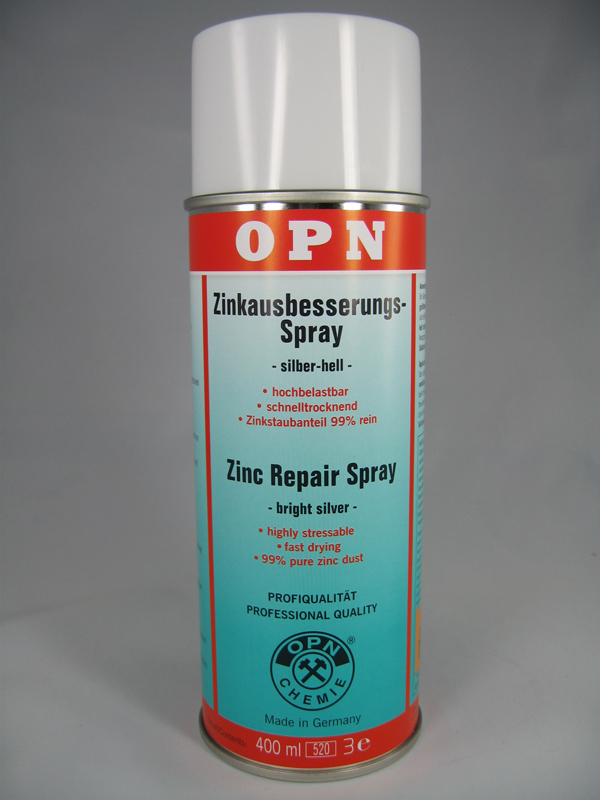 OPN
Zinkausbesserungs-
Spray
- silber-hell -
• hochbelastbar
• schnelltrocknend
• Zinkstaubanteil 99% rein
Zinc Repair Spray
- bright silver -
• highly stressable
• fast drying
• 99% pure zinc dust
PROFIQUALITÄT
PROFESSIONAL QUALITY
OPN ®
CHEMIE
Made in Germany
400 ml 520 3 e